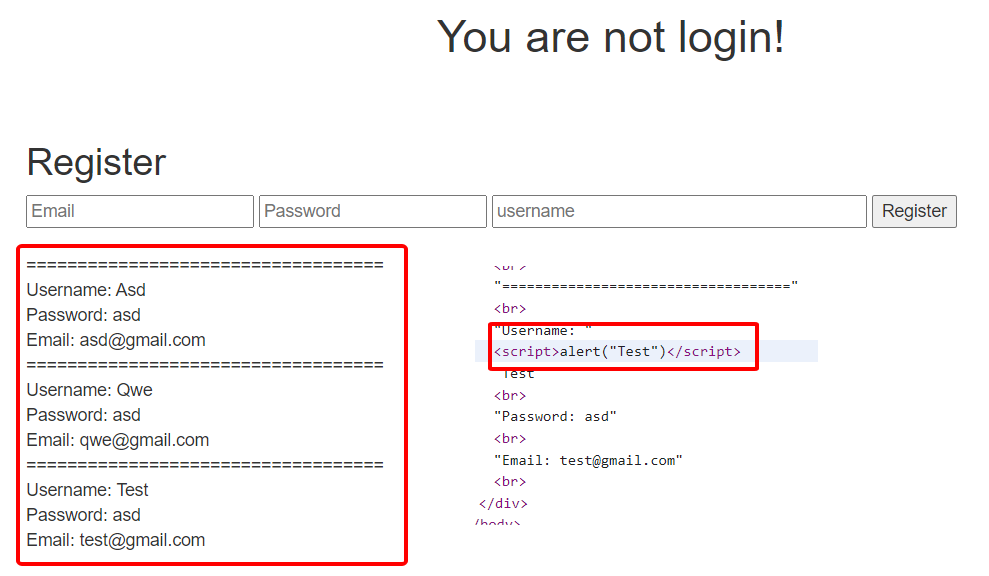 You are not login!
Register
Email Password username Register
===================================
Username: Asd
Password: asd
Email: asd@gmail.com
===================================
Username: Qwe
Password: asd
Email: qwe@gmail.com
===================================
Username: Test
Password: asd
Email: test@gmail.com
<br>
"==================================="
<br>
"Username: "
<script>alert("Test")</script>
"Test
<br>
"Password: asd"
<br>
"Email: test@gmail.com"
<br>
</div>
/body>